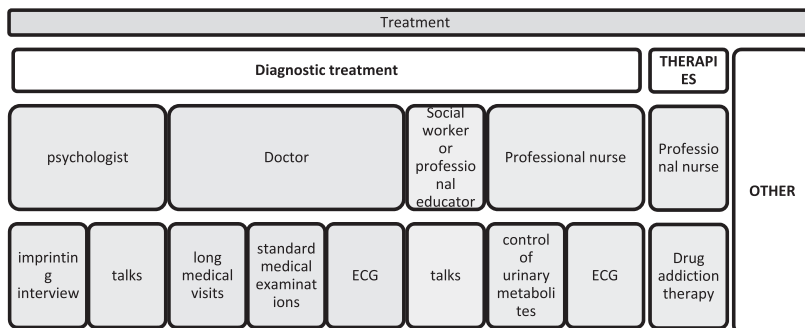 Treatment
Diagnostic treatment
THERAPI
ES
psychologist
Doctor
Social
worker
or
professio
nal
educator
Professional nurse
Professio
nal nurse
OTHER
imprintin
g
interview
talks
long
medical
visits
standard
medical
examinat
ions
ECG
talks
control
of
urinary
metaboli
tes
ECG
Drug
addiction
therapy